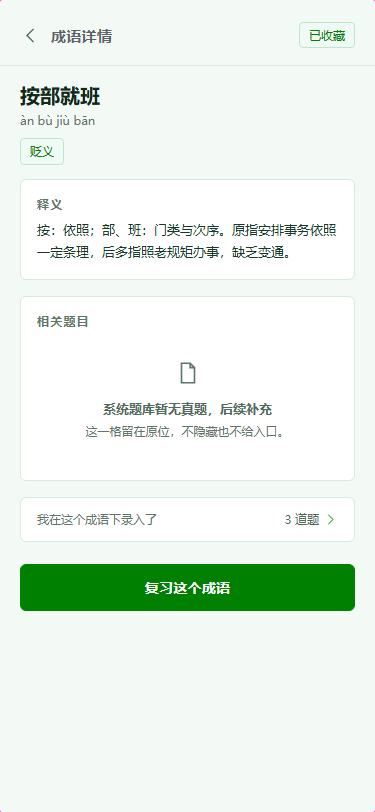 成语详情
已收藏
按部就班
àn bù jiù bān
贬义
释义
按：依照；部、班：门类与次序。原指安排事务依照
一定条理，后多指照老规矩办事，缺乏变通。
相关题目
系统题库暂无真题，后续补充
这一格留在原位，不隐藏也不给入口。
我在这个成语下录入了
3 道题
复习这个成语